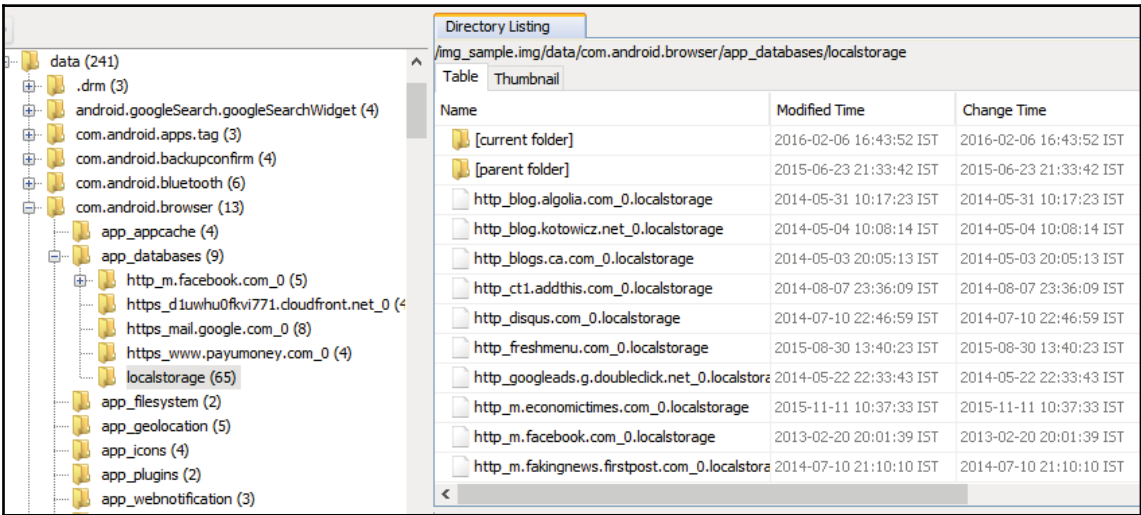 data (241)
.drm (3)
android.googleSearch.googleSearchWidget (4)
com.android.apps.tag (3)
com.android.backupconfirm (4)
com.android.bluetooth (6)
com.android.browser (13)
app_appcache (4)
app_databases (9)
http_m.facebook.com_0 (5)
https_d1uwhu0fkvi771.cloudfront.net_0 (4
https_mail.google.com_0 (8)
https_www.payumoney.com_0 (4)
localstorage (65)
app_filesystem (2)
app_geolocation (5)
app_icons (4)
app_plugins (2)
app_webnotification (3)
Directory Listing
/img_sample.img/data/com.android.browser/app_databases/localstorage
Table Thumbnail
Name Modified Time Change Time
[current folder] 2016-02-06 16:43:52 IST 2016-02-06 16:43:52 IST
[parent folder] 2015-06-23 21:33:42 IST 2015-06-23 21:33:42 IST
http_blog.algolia.com_0.localstorage 2014-05-31 10:17:23 IST 2014-05-31 10:17:23 IST
http_blog.kotowicz.net_0.localstorage 2014-05-04 10:08:14 IST 2014-05-04 10:08:14 IST
http_blogs.ca.com_0.localstorage 2014-05-03 20:05:13 IST 2014-05-03 20:05:13 IST
http_ct1.addthis.com_0.localstorage 2014-08-07 23:36:09 IST 2014-08-07 23:36:09 IST
http_disqus.com_0.localstorage 2014-07-10 22:46:59 IST 2014-07-10 22:46:59 IST
http_freshmenu.com_0.localstorage 2015-08-30 13:40:23 IST 2015-08-30 13:40:23 IST
http_googleads.g.doubleclick.net_0.localstora 2014-05-22 22:33:43 IST 2014-05-22 22:33:43 IST
http_m.economictimes.com_0.localstorage 2015-11-11 10:37:33 IST 2015-11-11 10:37:33 IST
http_m.facebook.com_0.localstorage 2013-02-20 20:01:39 IST 2013-02-20 20:01:39 IST
http_m.fakingnews.firstpost.com_0.localstora 2014-07-10 21:10:10 IST 2014-07-10 21:10:10 IST